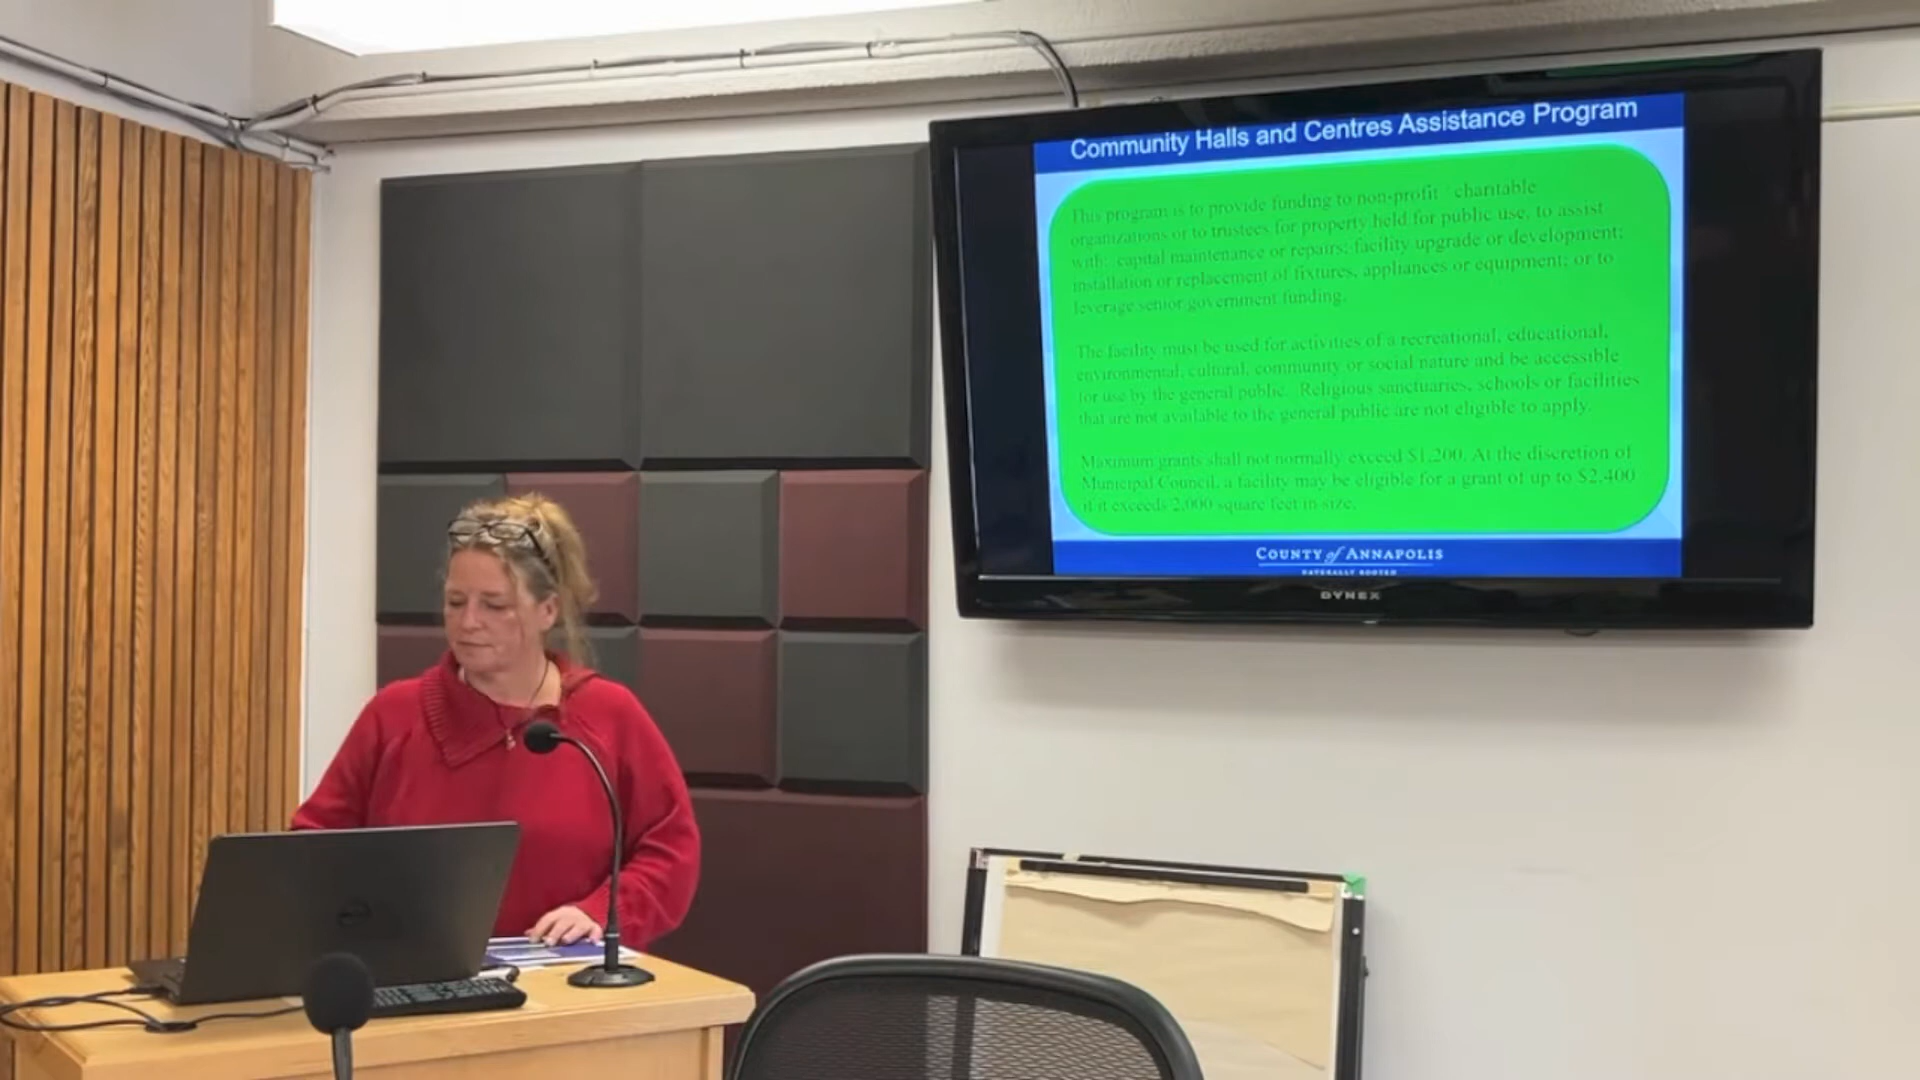 Community Halls and Centres Assistance Program
This program is to provide funding to non-profit charitable
organizations or to trustees for property held for public use, to assist
with: capital maintenance or repairs; facility upgrade or development;
installation or replacement of fixtures, appliances or equipment; or to
leverage senior government funding.
The facility must be used for activities of a recreational, educational,
environmental, cultural, community or social nature and be accessible
for use by the general public. Religious sanctuaries, schools or facilities
that are not available to the general public are not eligible to apply.
Maximum grants shall not normally exceed $1,200. At the discretion of
Municipal Council, a facility may be eligible for a grant of up to $2,400
if it exceeds 2,000 square feet in size.
COUNTY of ANNAPOLIS
NATURALLY ROOTED
DYNEX
DELL